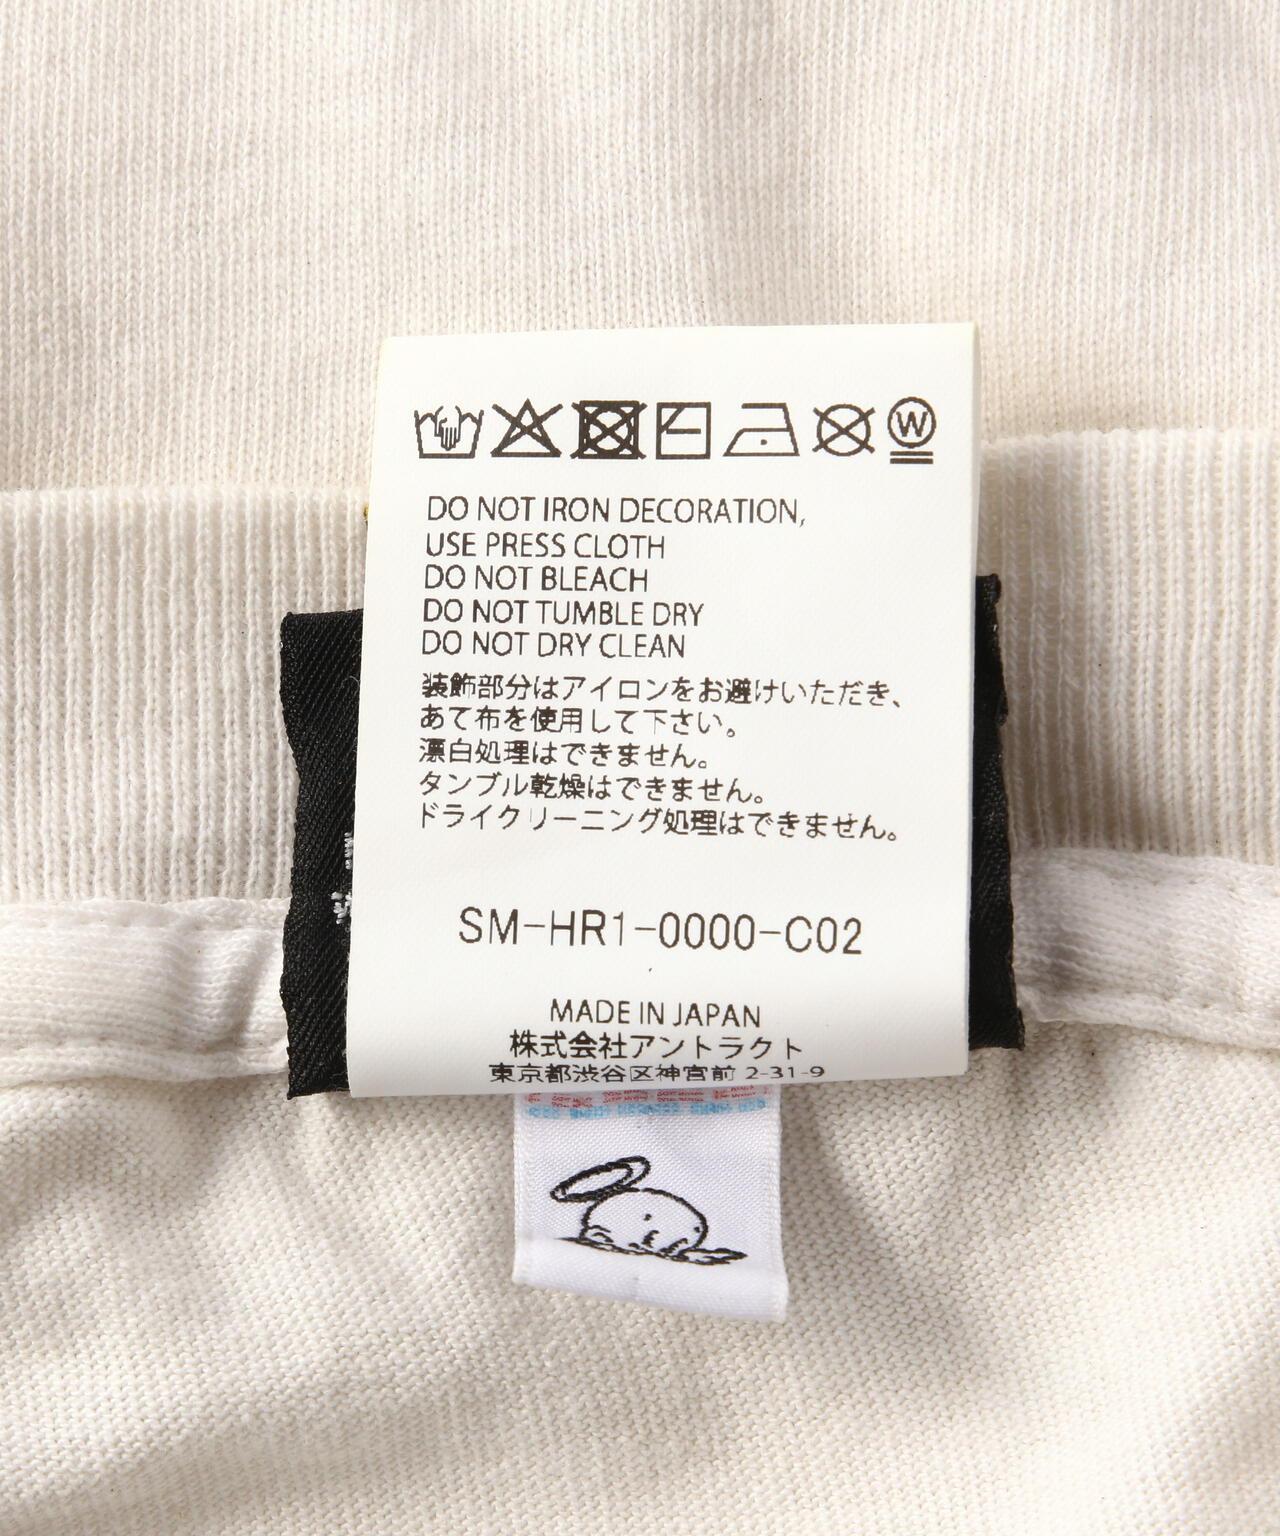 W
DO NOT IRON DECORATION,
USE PRESS CLOTH
DO NOT BLEACH
DO NOT TUMBLE DRY
DO NOT DRY CLEAN
装飾部分はアイロンをお避けいただき、
あて布を使用して下さい。
漂白処理はできません。
タンブル乾燥はできません。
ドライクリーニング処理はできません。
SM-HR1-0000-C02
MADE IN JAPAN
株式会社アントラクト
東京都渋谷区神宮前 2-31-9